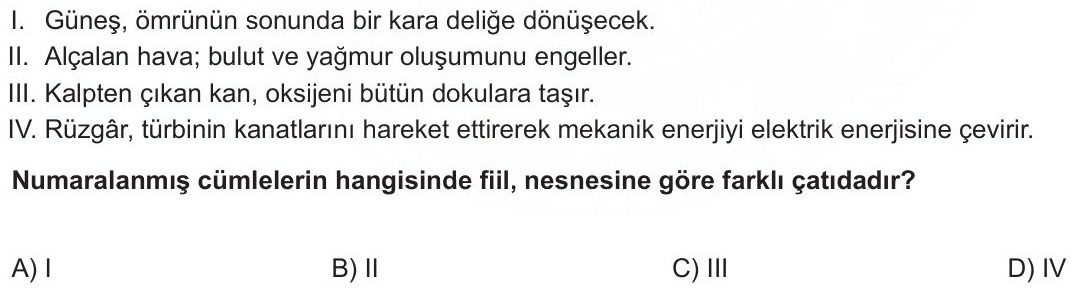 I. Güneş, ömrünün sonunda bir kara deliğe dönüşecek.
II. Alçalan hava; bulut ve yağmur oluşumunu engeller.
III. Kalpten çıkan kan, oksijeni bütün dokulara taşır.
IV. Rüzgâr, türbinin kanatlarını hareket ettirerek mekanik enerjiyi elektrik enerjisine çevirir.
Numaralanmış cümlelerin hangisinde fiil, nesnesine göre farklı çatıdadır?
A) I B) II C) III D) IV